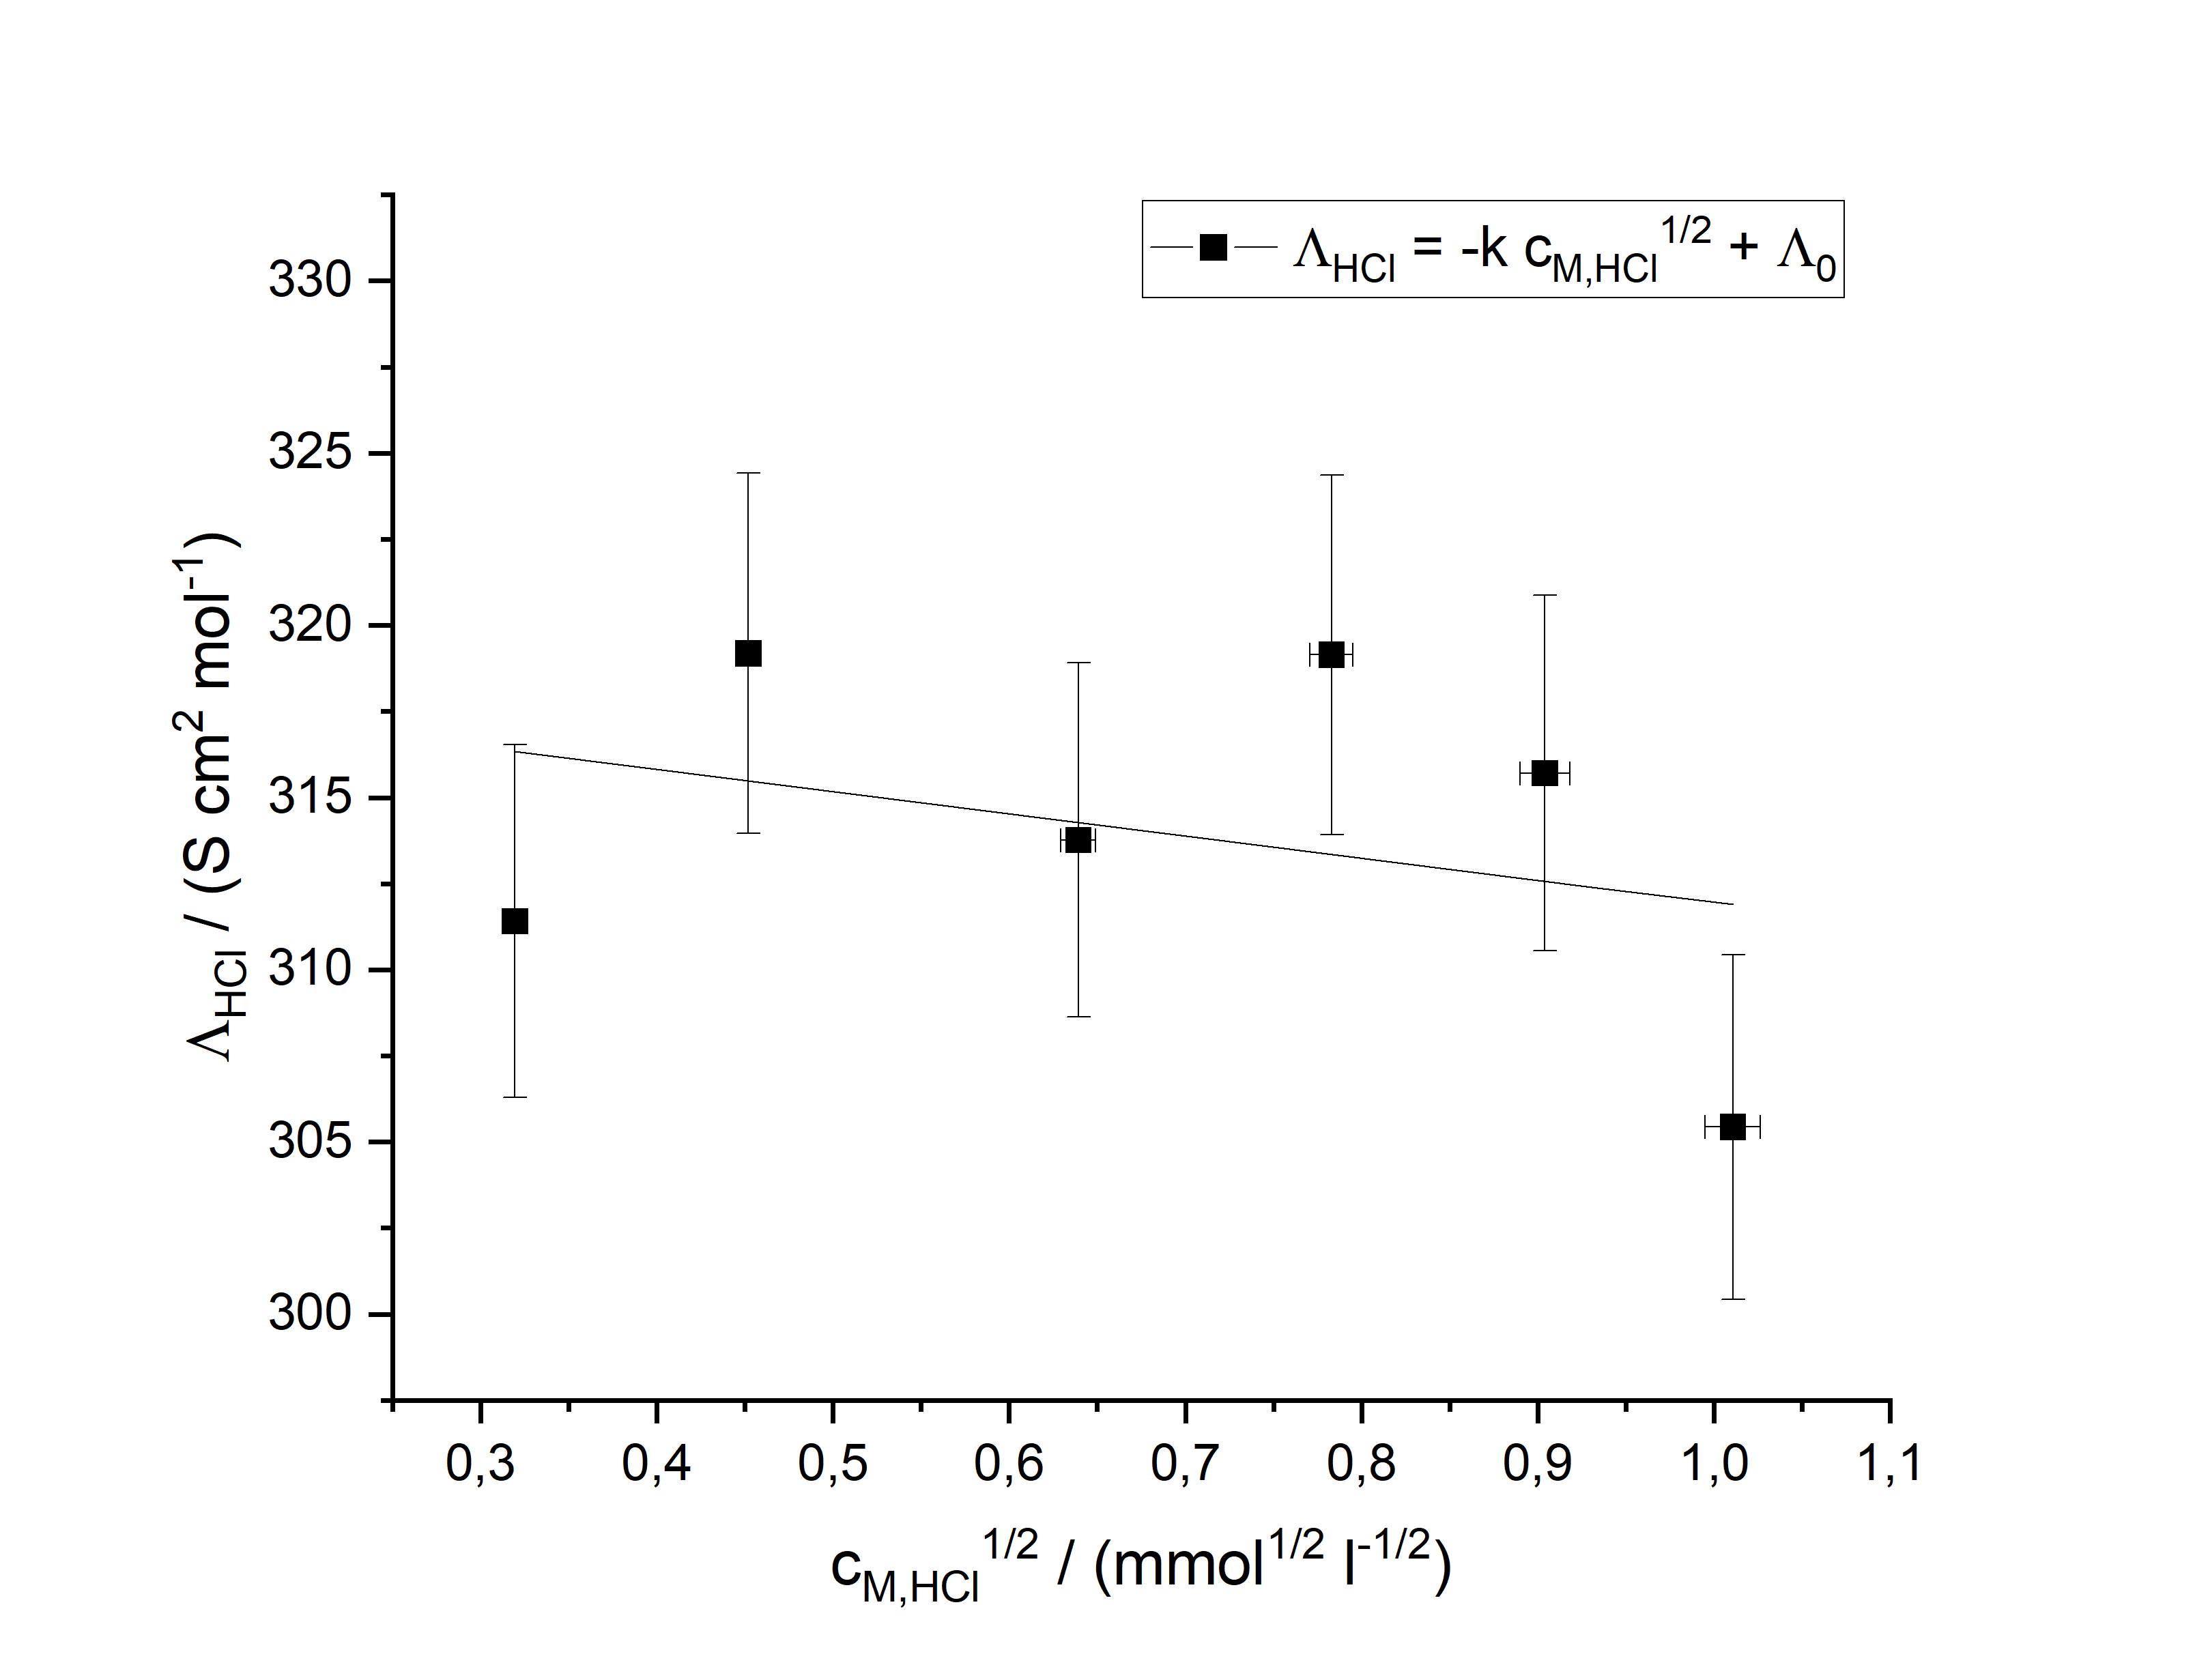 Λ_HCl = -k c_M,HCl^1/2 + Λ_0
330
325
320
315
310
305
300
Λ_HCl / (S cm^2 mol^-1)
0,3 0,4 0,5 0,6 0,7 0,8 0,9 1,0 1,1
c_M,HCl^1/2 / (mmol^1/2 l^-1/2)